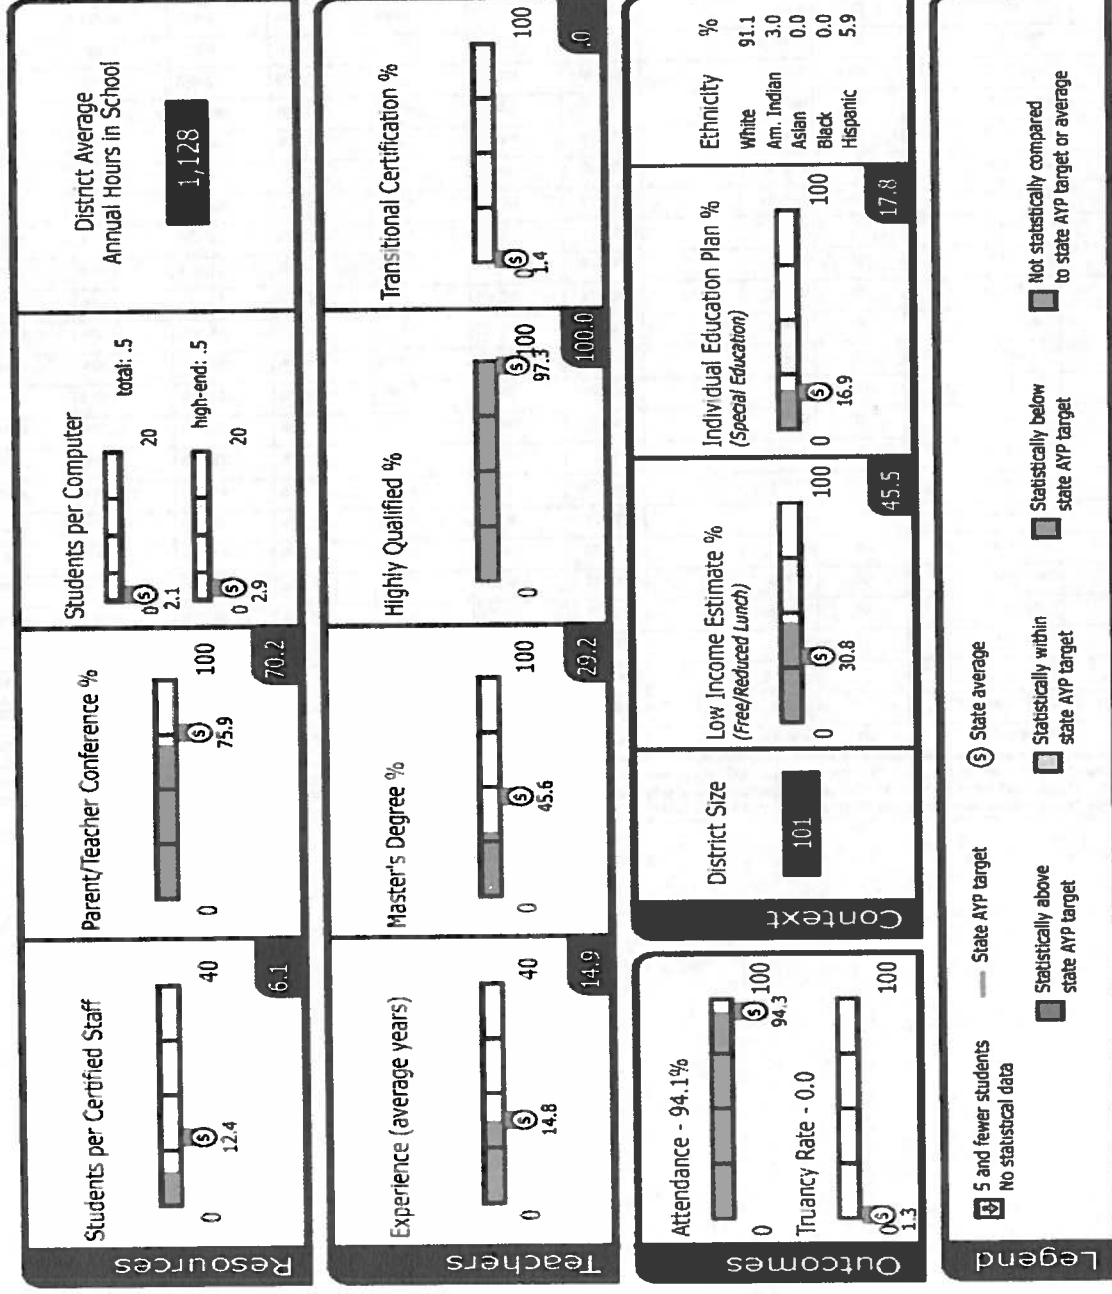 Resources
Students per Certified Staff
0
40
12.4
6.1
Parent/Teacher Conference %
0
100
75.9
70.2
Students per Computer
total: .5
0
20
2.1
high-end: .5
0
20
2.9
District Average
Annual Hours in School
1,128
Teachers
Experience (average years)
0
40
14.8
14.9
Master's Degree %
0
100
45.6
29.2
Highly Qualified %
0
100
97.3
100.0
Transitional Certification %
0
100
1.4
.0
Outcomes
Attendance - 94.1%
0
100
94.3
Truancy Rate - 0.0
0
100
1.3
Context
District Size
101
Low Income Estimate %
(Free/Reduced Lunch)
0
100
30.8
45.5
Individual Education Plan %
(Special Education)
0
100
16.9
17.8
Ethnicity %
White 91.1
Am. Indian 3.0
Asian 0.0
Black 0.0
Hispanic 5.9
Legend
5 and fewer students
No statistical data
State AYP target
S State average
Statistically above
state AYP target
Statistically within
state AYP target
Statistically below
state AYP target
Not statistically compared
to state AYP target or average